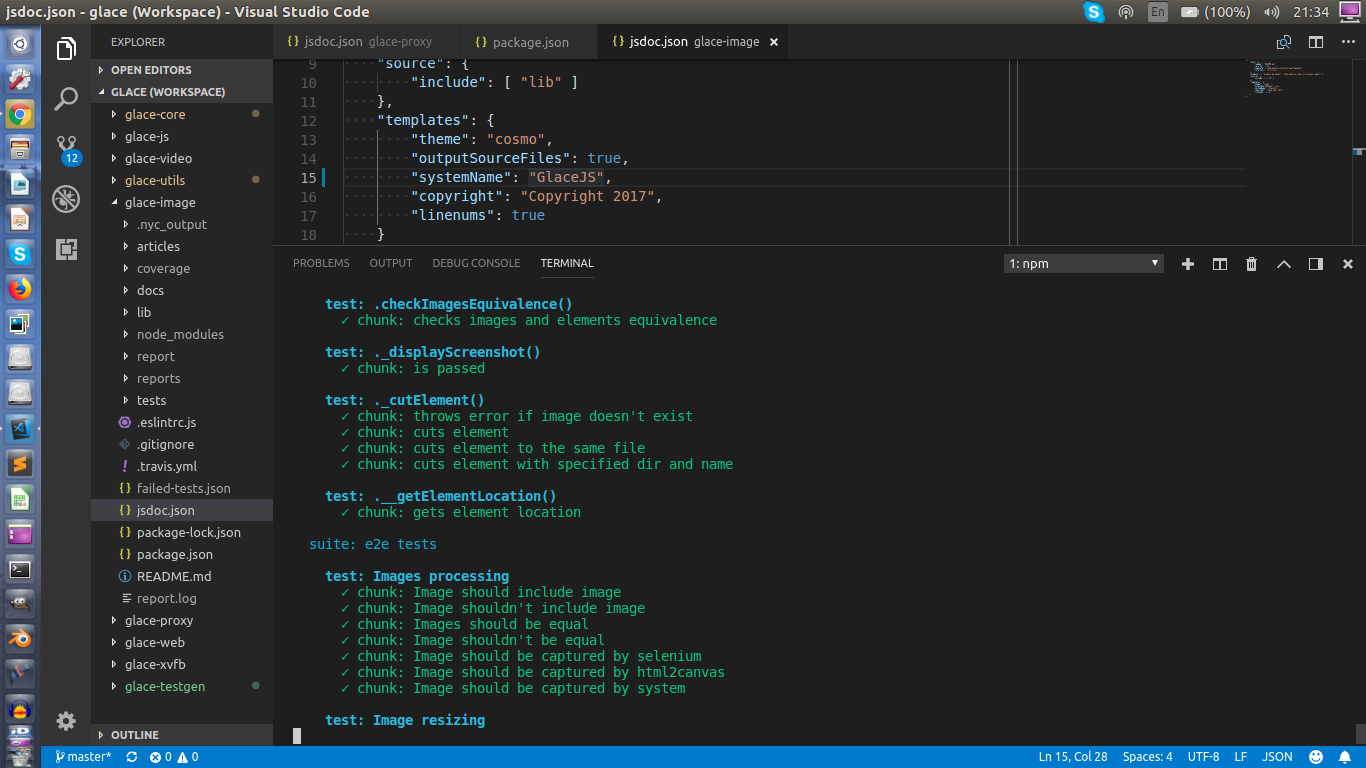 jsdoc.json - glace (Workspace) - Visual Studio Code
En
(100%)
21:34
EXPLORER
OPEN EDITORS
GLACE (WORKSPACE)
glace-core
glace-js
glace-video
glace-utils
glace-image
.nyc_output
articles
coverage
docs
lib
node_modules
report
reports
tests
.eslintrc.js
.gitignore
.travis.yml
failed-tests.json
jsdoc.json
package-lock.json
package.json
README.md
report.log
glace-proxy
glace-web
glace-xvfb
glace-testgen
OUTLINE
12
jsdoc.json glace-proxy
package.json
jsdoc.json glace-image
9 "source": {
10 "include": [ "lib" ]
11 },
12 "templates": {
13 "theme": "cosmo",
14 "outputSourceFiles": true,
15 "systemName": "GlaceJS",
16 "copyright": "Copyright 2017",
17 "linenums": true
18 }
PROBLEMS OUTPUT DEBUG CONSOLE TERMINAL
1: npm
test: .checkImagesEquivalence()
✓ chunk: checks images and elements equivalence
test: ._displayScreenshot()
✓ chunk: is passed
test: ._cutElement()
✓ chunk: throws error if image doesn't exist
✓ chunk: cuts element
✓ chunk: cuts element to the same file
✓ chunk: cuts element with specified dir and name
test: .__getElementLocation()
✓ chunk: gets element location
suite: e2e tests
test: Images processing
✓ chunk: Image should include image
✓ chunk: Image shouldn't include image
✓ chunk: Images should be equal
✓ chunk: Image shouldn't be equal
✓ chunk: Image should be captured by selenium
✓ chunk: Image should be captured by html2canvas
✓ chunk: Image should be captured by system
test: Image resizing
master*
0
0
Ln 15, Col 28
Spaces: 4
UTF-8
LF
JSON